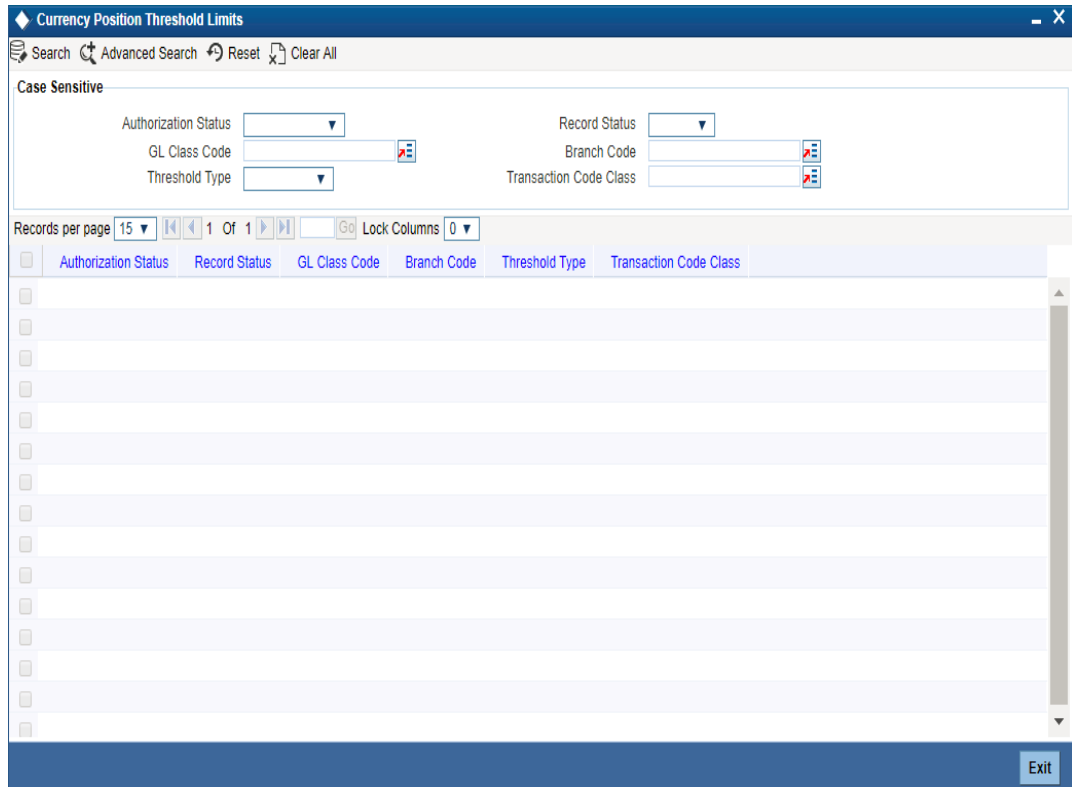 Currency Position Threshold Limits
Search Advanced Search Reset Clear All
Case Sensitive
Authorization Status Record Status
GL Class Code Branch Code
Threshold Type Transaction Code Class
Records per page 15 1 Of 1 Go Lock Columns 0
Authorization Status Record Status GL Class Code Branch Code Threshold Type Transaction Code Class
Exit